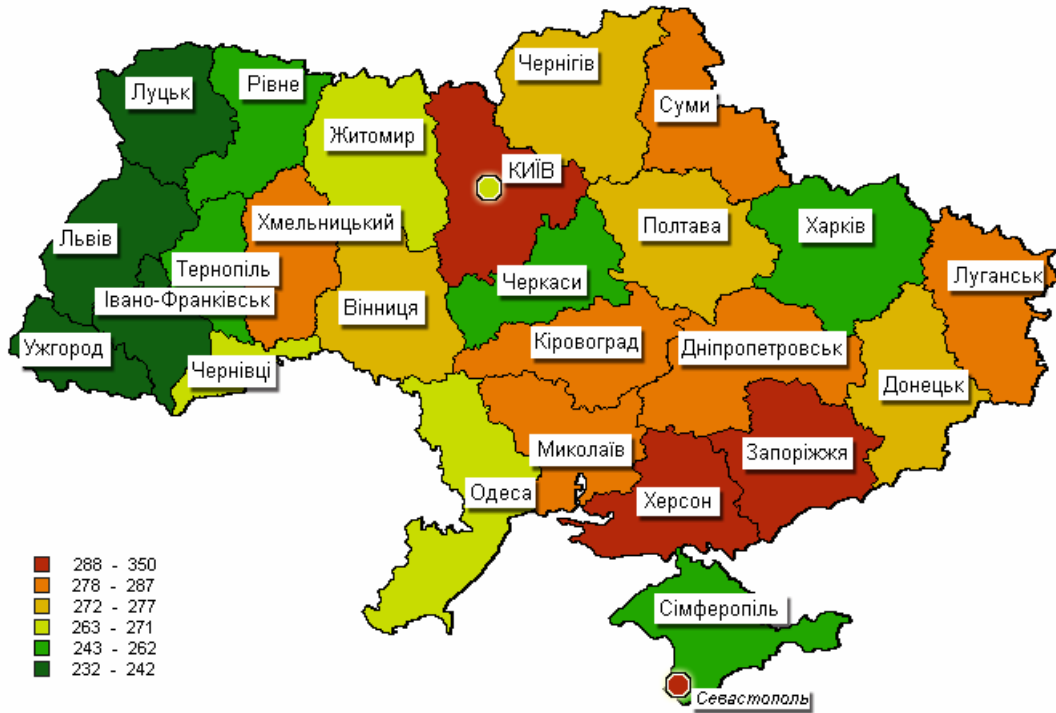 Чернігів
Луцьк
Рівне
Суми
Житомир
КИЇВ
Хмельницький
Полтава
Харків
Львів
Тернопіль
Черкаси
Луганськ
Івано-Франківськ
Вінниця
Ужгород
Кіровоград
Дніпропетровськ
Чернівці
Донецьк
Миколаїв
Запоріжжя
Одеса
Херсон
288 - 350
278 - 287
272 - 277
263 - 271
243 - 262
232 - 242
Сімферопіль
Севастополь